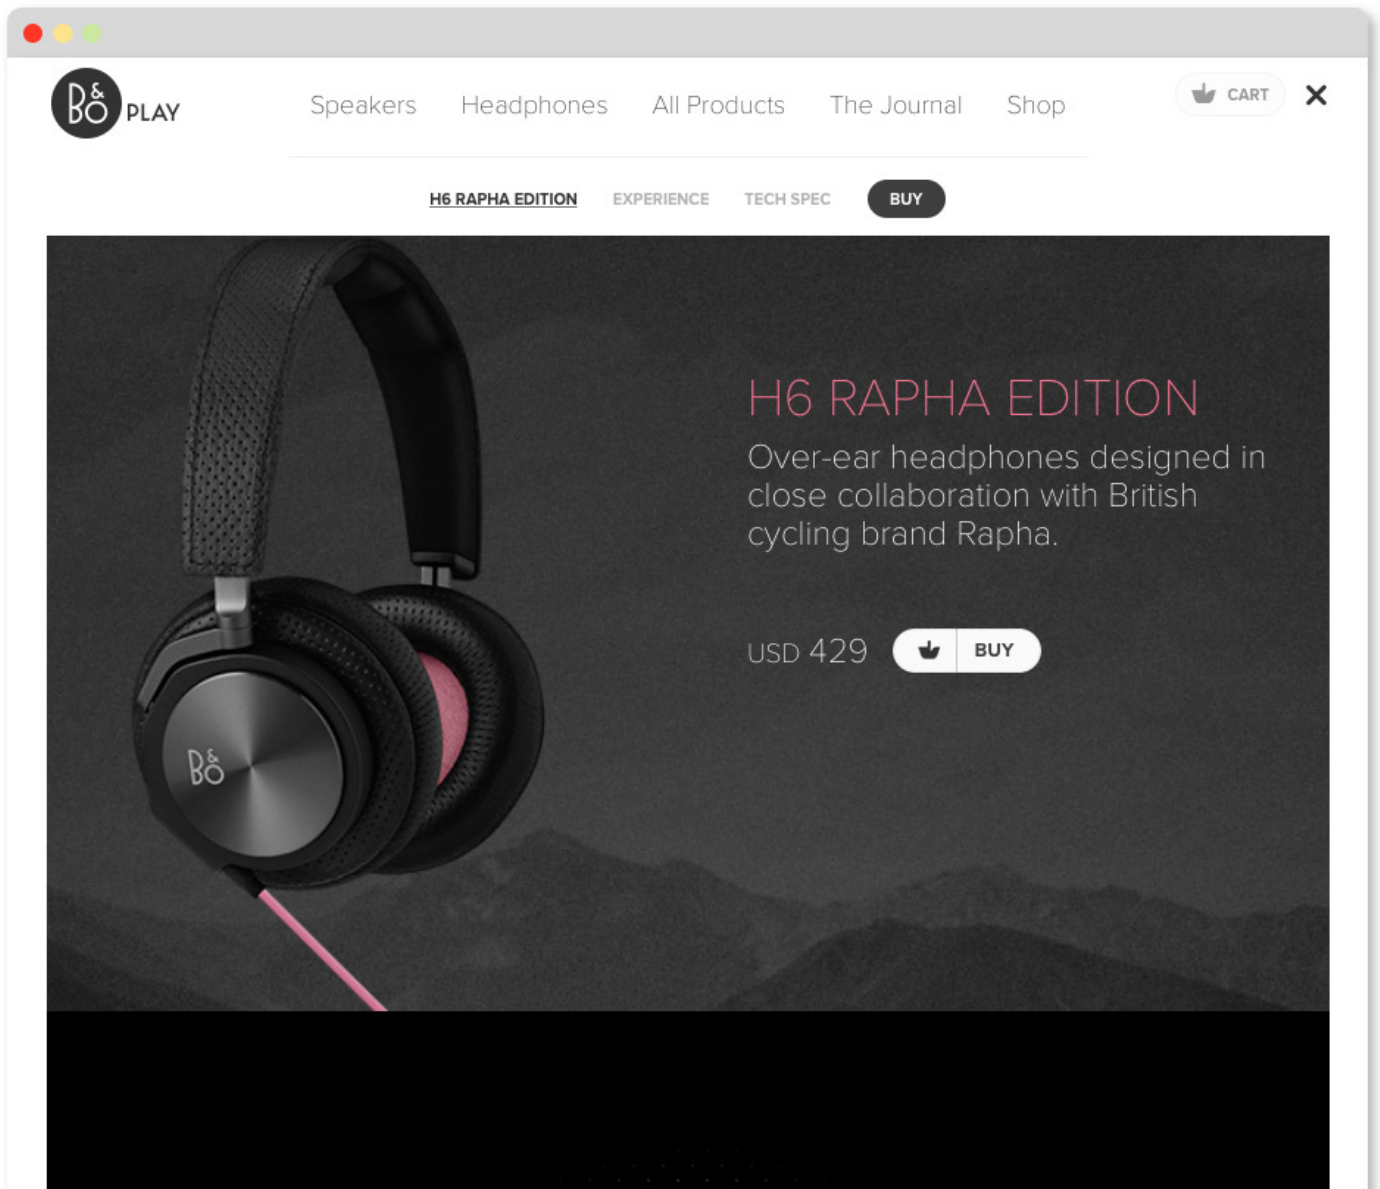 B&O PLAY
Speakers Headphones All Products The Journal Shop
CART
H6 RAPHA EDITION EXPERIENCE TECH SPEC BUY
H6 RAPHA EDITION
Over-ear headphones designed in
close collaboration with British
cycling brand Rapha.
USD 429 BUY
B&O